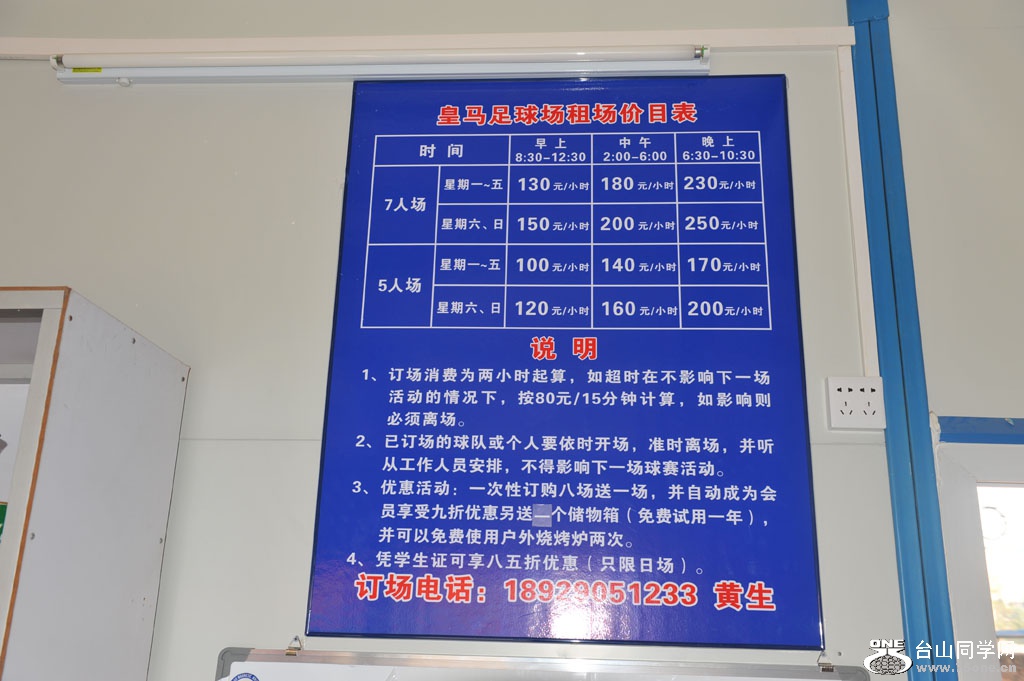 皇马足球场租场价目表
时间 早上 中午 晚上
8:30-12:30 2:00-6:00 6:30-10:30
7人场
星期一~五 130元/小时 180元/小时 230元/小时
星期六、日 150元/小时 200元/小时 250元/小时
5人场
星期一~五 100元/小时 140元/小时 170元/小时
星期六、日 120元/小时 160元/小时 200元/小时
说明
1、订场消费为两小时起算，如超时在不影响下一场
活动的情况下，按80元/15分钟计算，如影响则
必须离场。
2、已订场的球队或个人要依时开场，准时离场，并听
从工作人员安排，不得影响下一场球赛活动。
3、优惠活动：一次性订购八场送一场，并自动成为会
员享受九折优惠另送一个储物箱（免费试用一年），
并可以免费使用户外烧烤炉两次。
4、凭学生证可享八五折优惠（只限日场）。
订场电话：18929051233 黄生
ONE
台山同学网